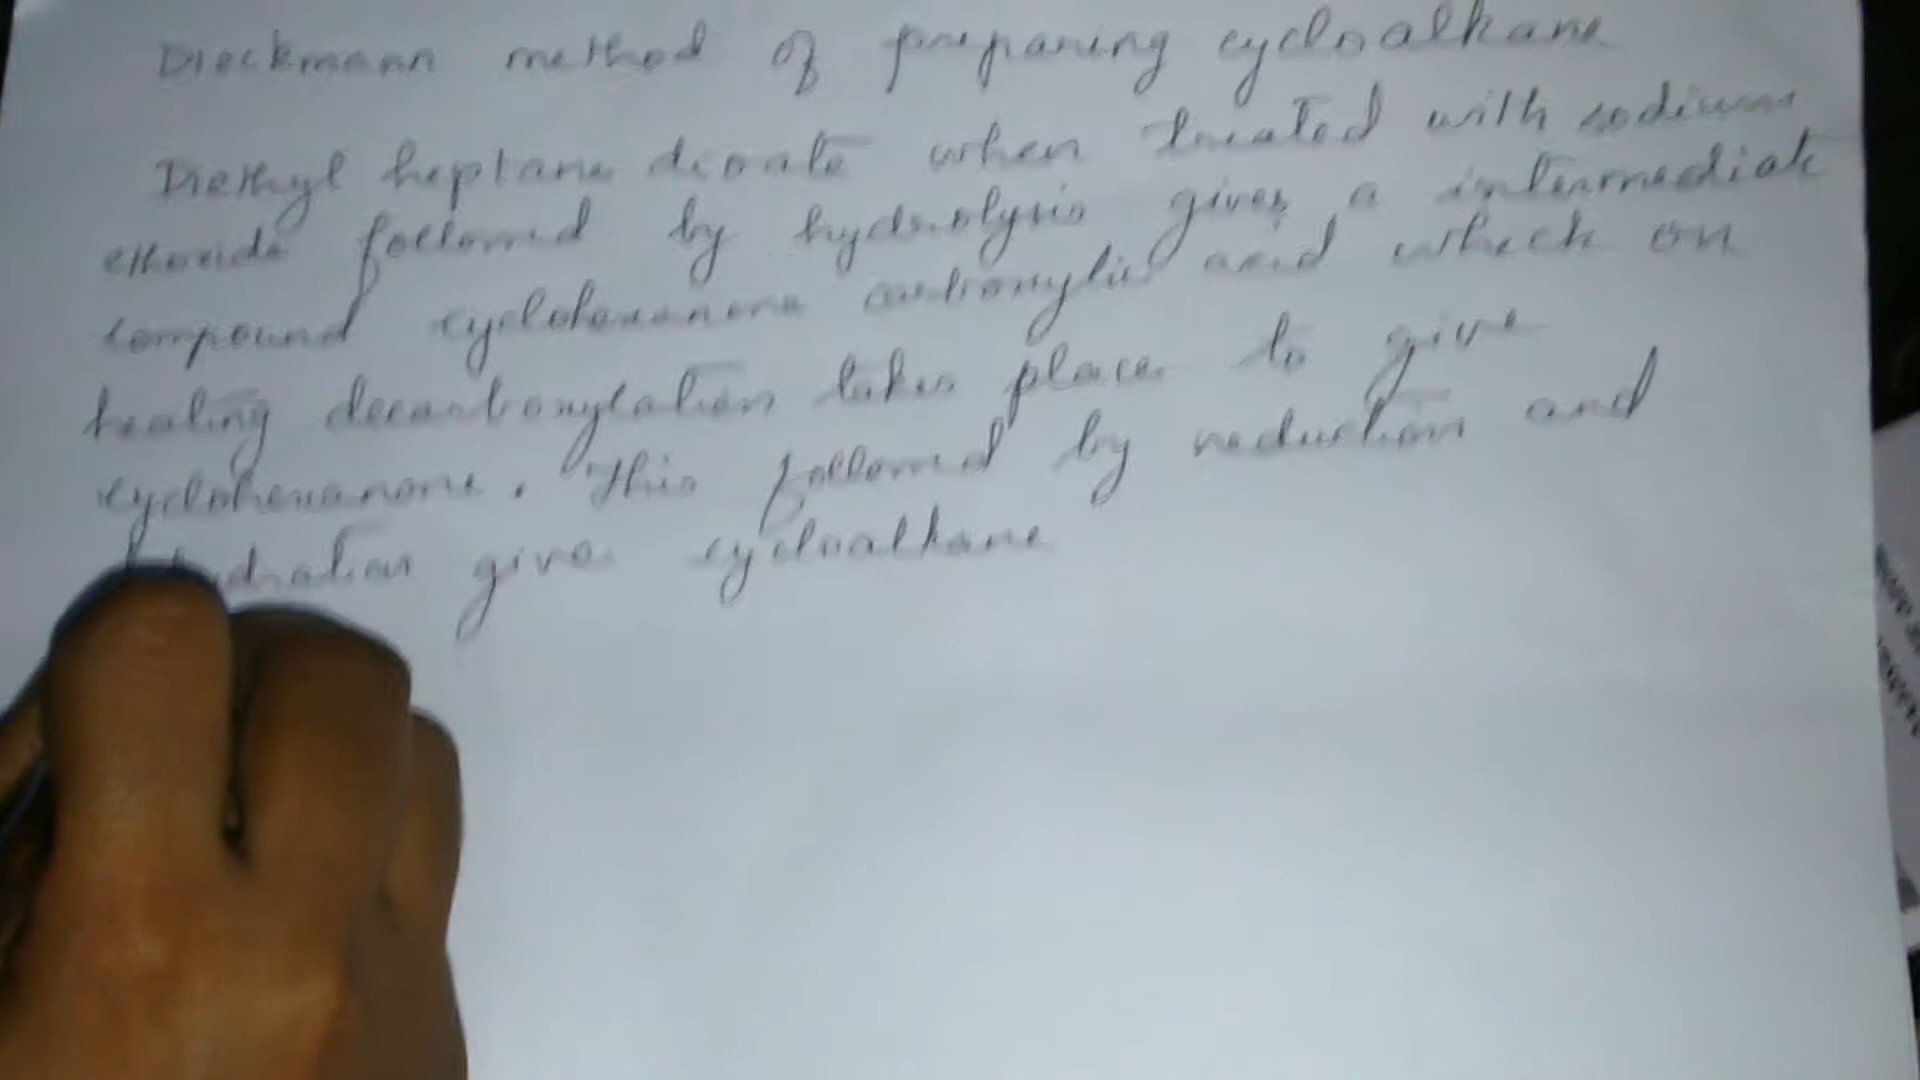 Dieckmann method of preparing cycloalkane
Diethyl heptane dioate when treated with sodium
ethoxide followed by hydrolysis gives a intermediate
compound cyclohexanone carboxylic acid which on
heating decarboxylation takes place to give
cyclohexanone. This followed by reduction and
give cycloalkane